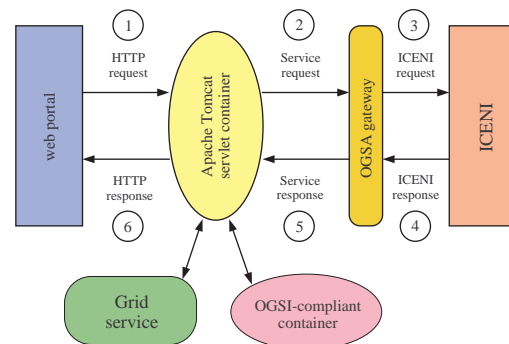 1
2
3
HTTP
request
Service
request
ICENI
request
web portal
Apache Tomcat
servlet container
OGSA gateway
ICENI
HTTP
response
Service
response
ICENI
response
6
5
4
Grid
service
OGSI-compliant
container